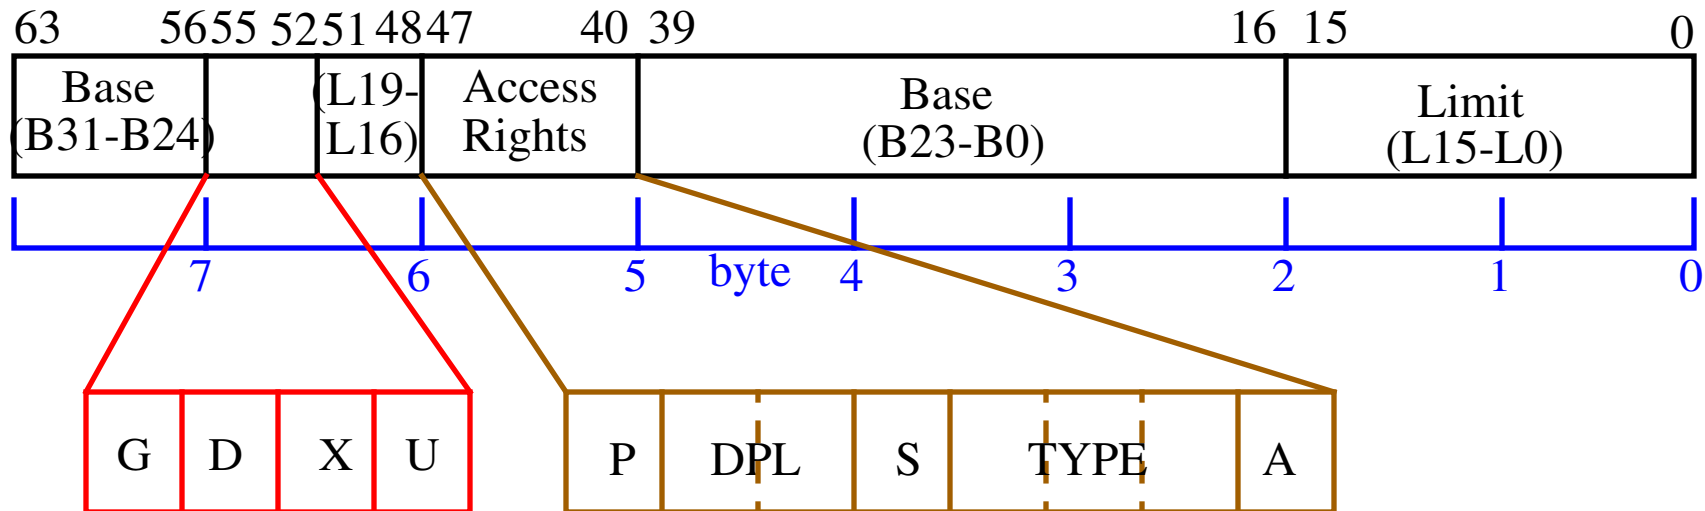 63 5655 5251 4847 40 39 16 15 0
Base (L19- Access Base Limit
(B31-B24) L16) Rights (B23-B0) (L15-L0)
7 6 5 byte 4 3 2 1 0
G D X U P DPL S TYPE A